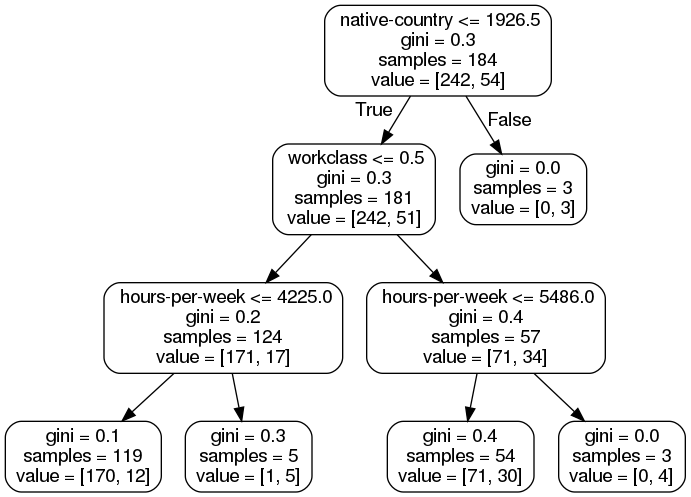 native-country <= 1926.5
gini = 0.3
samples = 184
value = [242, 54]
True
False
workclass <= 0.5
gini = 0.3
samples = 181
value = [242, 51]
gini = 0.0
samples = 3
value = [0, 3]
hours-per-week <= 4225.0
gini = 0.2
samples = 124
value = [171, 17]
hours-per-week <= 5486.0
gini = 0.4
samples = 57
value = [71, 34]
gini = 0.1
samples = 119
value = [170, 12]
gini = 0.3
samples = 5
value = [1, 5]
gini = 0.4
samples = 54
value = [71, 30]
gini = 0.0
samples = 3
value = [0, 4]